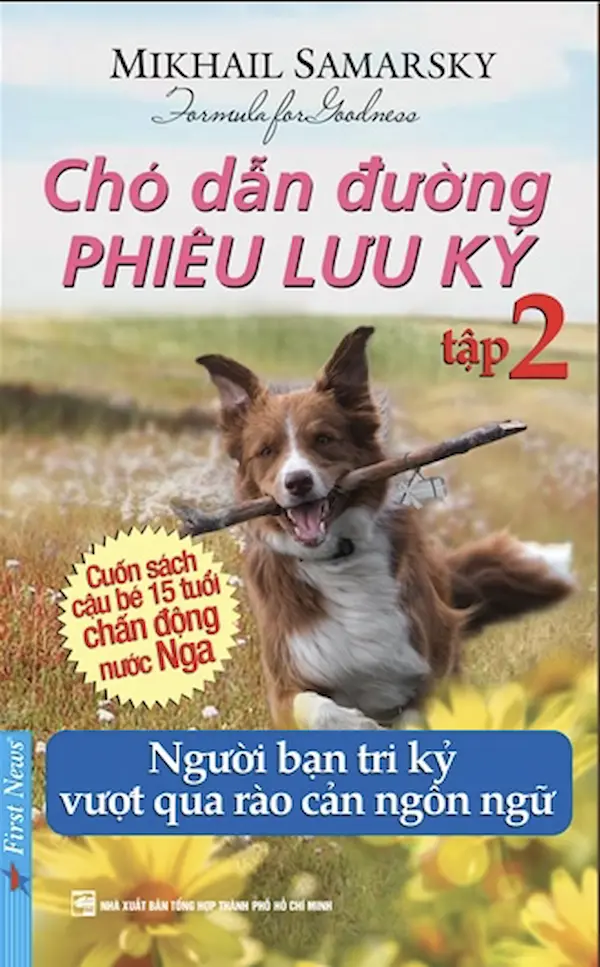 MIKHAIL SAMARSKY
Formula for Goodness
Chó dẫn đường
PHIÊU LƯU KÝ
tập 2
Cuốn sách
cậu bé 15 tuổi
chấn động
nước Nga
Người bạn tri kỷ
vượt qua rào cản ngôn ngữ
First News
NHÀ XUẤT BẢN TỔNG HỢP THÀNH PHỐ HỒ CHÍ MINH